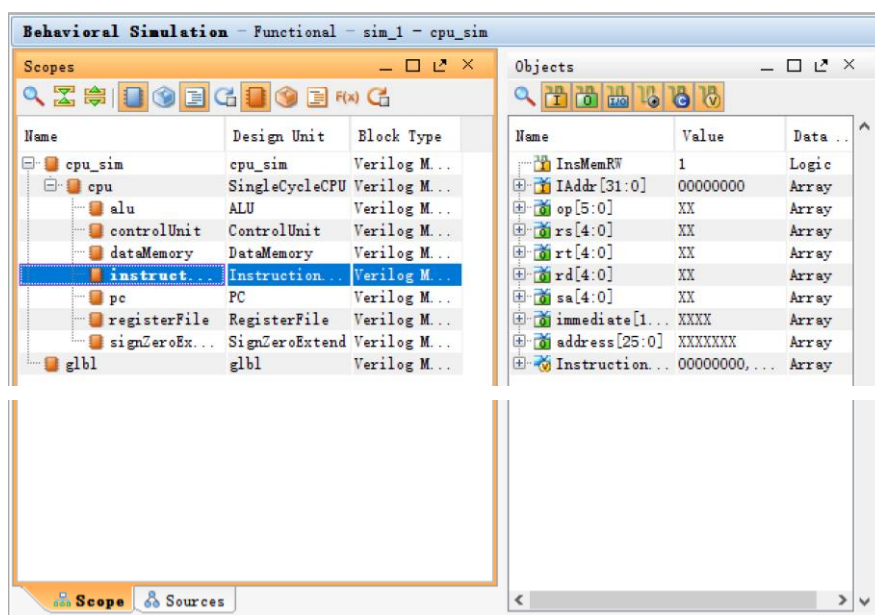 Behavioral Simulation - Functional - sim_1 - cpu_sim
Scopes
F(x)
Name Design Unit Block Type
cpu_sim cpu_sim Verilog M...
cpu SingleCycleCPU Verilog M...
alu ALU Verilog M...
controlUnit ControlUnit Verilog M...
dataMemory DataMemory Verilog M...
instruct... Instruction... Verilog M...
pc PC Verilog M...
registerFile RegisterFile Verilog M...
signZeroEx... SignZeroExtend Verilog M...
glbl glbl Verilog M...
Scope Sources
Objects
Name Value Data ...
InsMemRW 1 Logic
IAddr[31:0] 00000000 Array
op[5:0] XX Array
rs[4:0] XX Array
rt[4:0] XX Array
rd[4:0] XX Array
sa[4:0] XX Array
immediate[1... XXXX Array
address[25:0] XXXXXXX Array
Instruction... 00000000,... Array